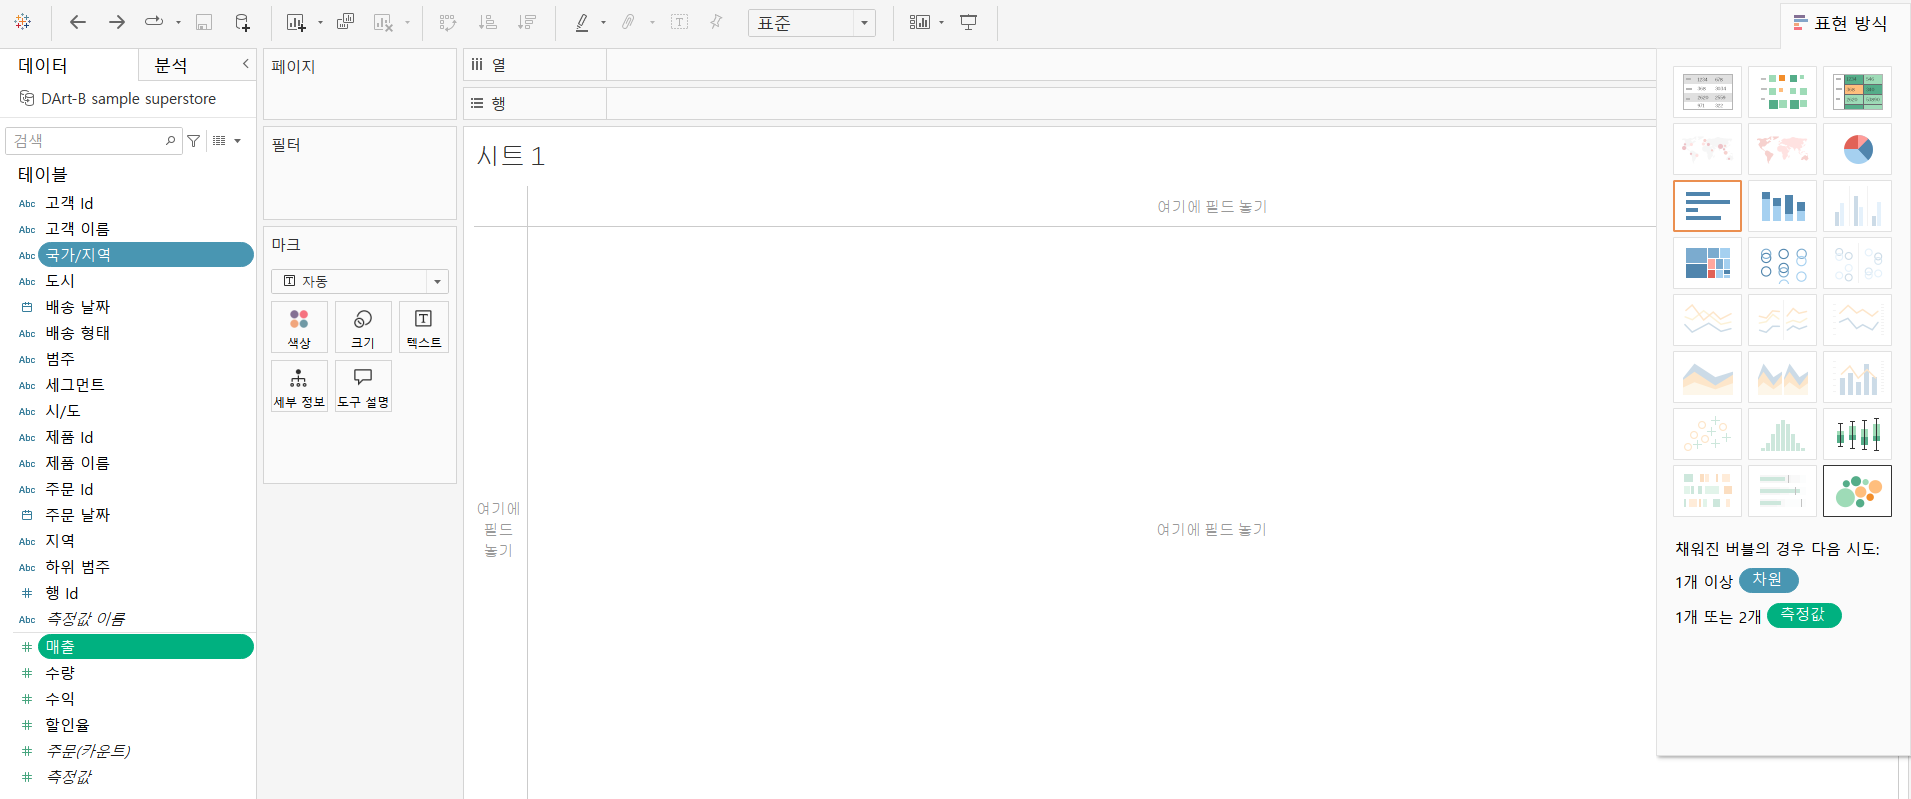 표준
표현 방식
데이터
분석
DArt-B sample superstore
검색
테이블
Abc 고객 Id
Abc 고객 이름
Abc 국가/지역
Abc 도시
배송 날짜
Abc 배송 형태
Abc 범주
Abc 세그먼트
Abc 시/도
Abc 제품 Id
Abc 제품 이름
Abc 주문 Id
주문 날짜
Abc 지역
Abc 하위 범주
# 행 Id
Abc 측정값 이름
# 매출
# 수량
# 수익
# 할인율
# 주문(카운트)
# 측정값
페이지
필터
마크
자동
색상
크기
텍스트
세부 정보
도구 설명
열
행
시트 1
여기에 필드 놓기
여기에
필드
놓기
여기에 필드 놓기
채워진 버블의 경우 다음 시도:
1개 이상 차원
1개 또는 2개 측정값